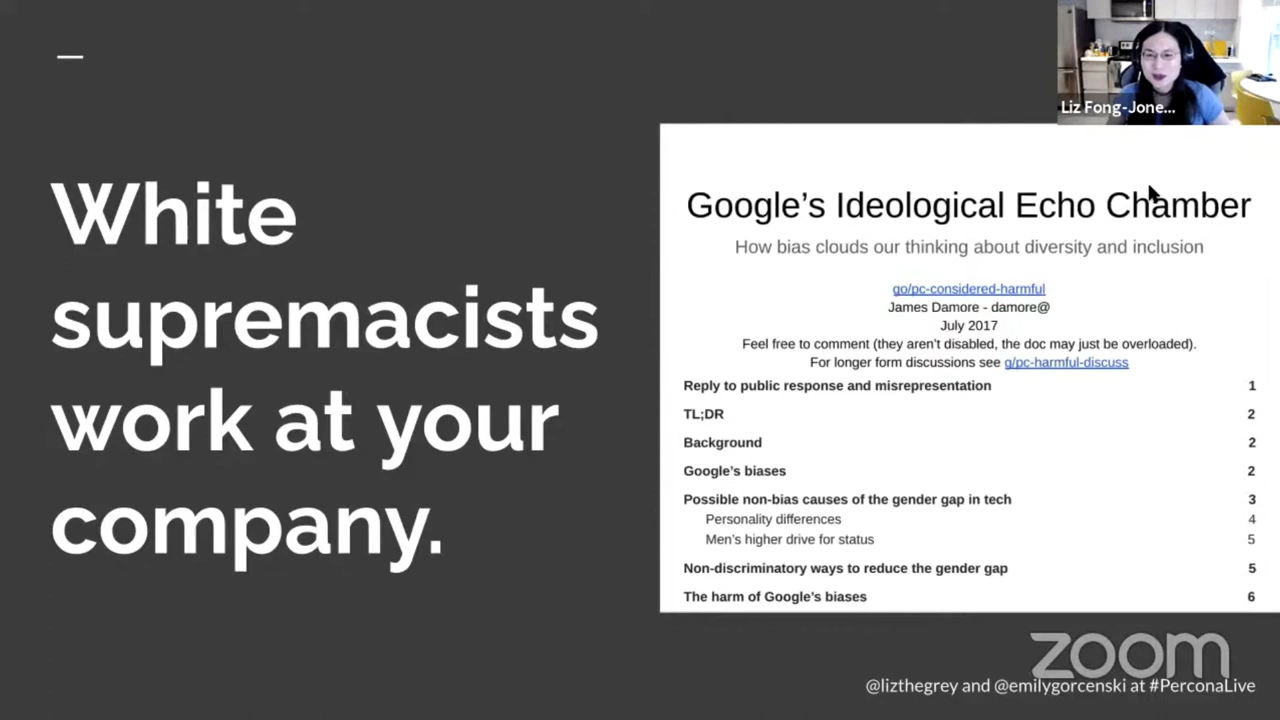 Liz Fong-Jone...
White
supremacists
work at your
company.
Google's Ideological Echo Chamber
How bias clouds our thinking about diversity and inclusion
go/pc-considered-harmful
James Damore - damore@
July 2017
Feel free to comment (they aren't disabled, the doc may just be overloaded).
For longer form discussions see g/pc-harmful-discuss
Reply to public response and misrepresentation 1
TL;DR 2
Background 2
Google's biases 2
Possible non-bias causes of the gender gap in tech 3
Personality differences 4
Men's higher drive for status 5
Non-discriminatory ways to reduce the gender gap 5
The harm of Google's biases 6
zoom
@lizthegrey and @emilygorcenski at #PerconaLive